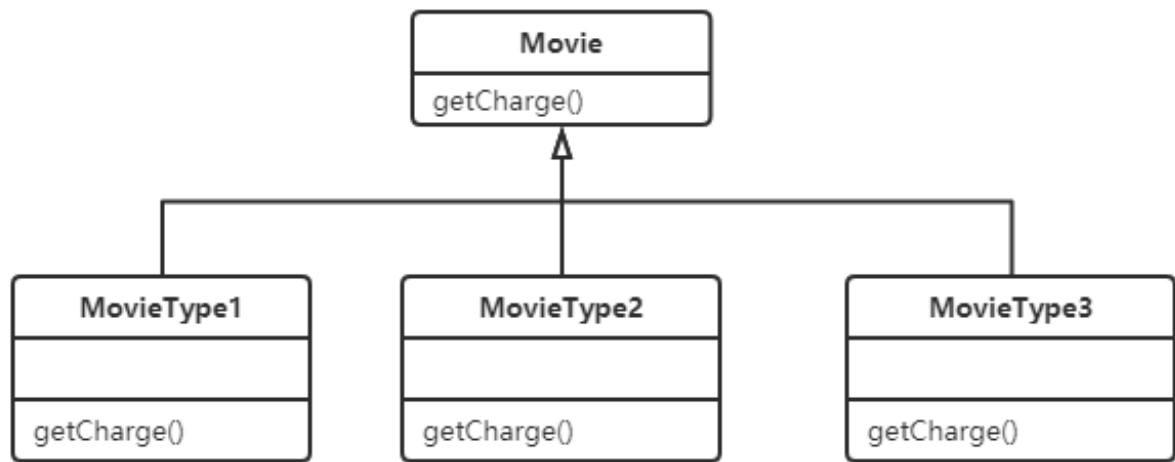 Movie
getCharge()
MovieType1
getCharge()
MovieType2
getCharge()
MovieType3
getCharge()